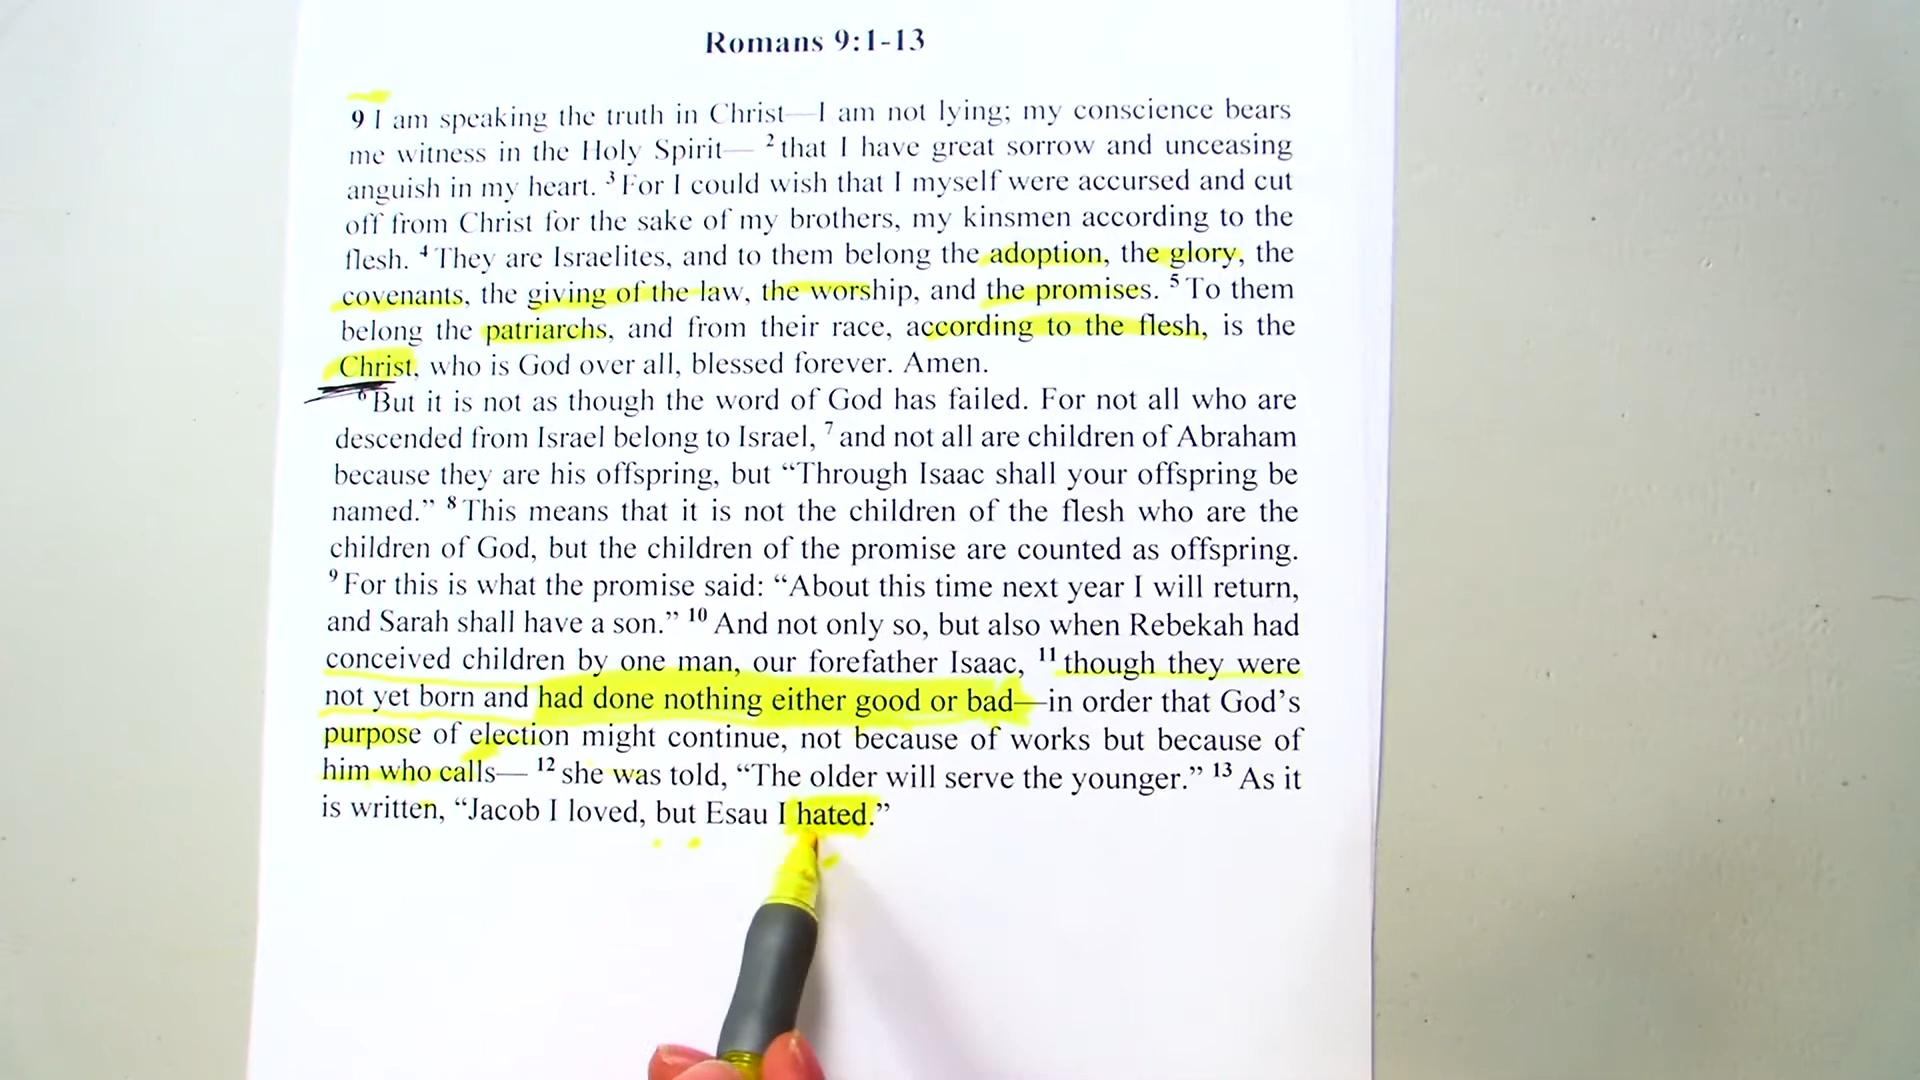 Romans 9:1-13
9 I am speaking the truth in Christ—I am not lying; my conscience bears
me witness in the Holy Spirit— 2 that I have great sorrow and unceasing
anguish in my heart. 3 For I could wish that I myself were accursed and cut
off from Christ for the sake of my brothers, my kinsmen according to the
flesh. 4 They are Israelites, and to them belong the adoption, the glory, the
covenants, the giving of the law, the worship, and the promises. 5 To them
belong the patriarchs, and from their race, according to the flesh, is the
Christ, who is God over all, blessed forever. Amen.
6 But it is not as though the word of God has failed. For not all who are
descended from Israel belong to Israel, 7 and not all are children of Abraham
because they are his offspring, but “Through Isaac shall your offspring be
named.” 8 This means that it is not the children of the flesh who are the
children of God, but the children of the promise are counted as offspring.
9 For this is what the promise said: “About this time next year I will return,
and Sarah shall have a son.” 10 And not only so, but also when Rebekah had
conceived children by one man, our forefather Isaac, 11 though they were
not yet born and had done nothing either good or bad—in order that God’s
purpose of election might continue, not because of works but because of
him who calls— 12 she was told, “The older will serve the younger.” 13 As it
is written, “Jacob I loved, but Esau I hated.”